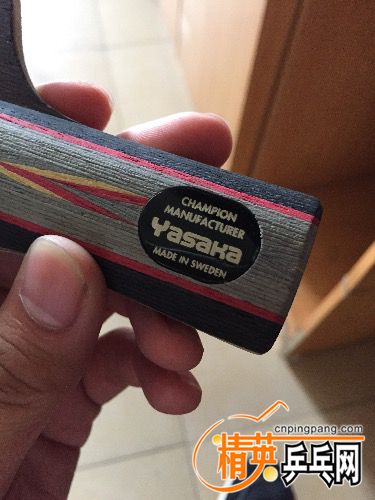 CHAMPION
MANUFACTURER
Yasaka
MADE IN SWEDEN
cnpingpang.com
精英乒乓网